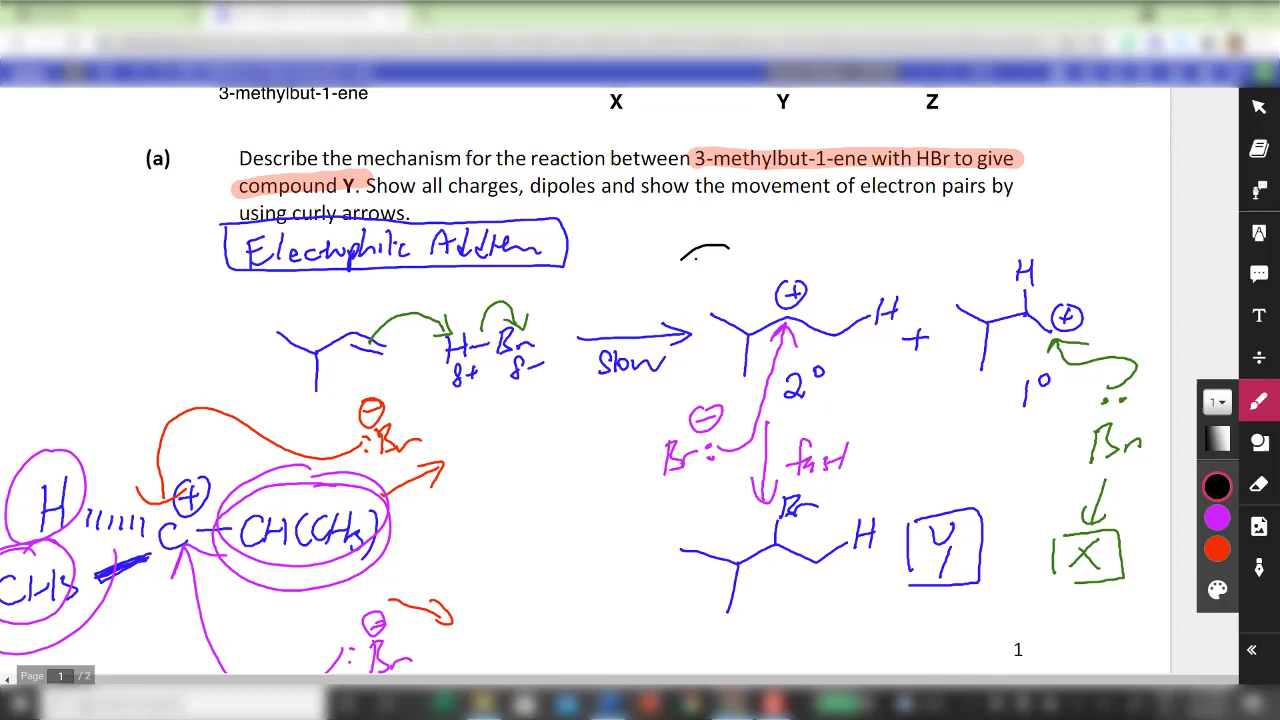 3-methylbut-1-ene
X Y Z
(a) Describe the mechanism for the reaction between 3-methylbut-1-ene with HBr to give
compound Y. Show all charges, dipoles and show the movement of electron pairs by
using curly arrows.
Electrophilic Addition
H
⊕ H + ⊕
H-Br
δ+ δ-
Slow
2° 1°
⊖
:Br
⊖
Br:
Br
fast
H ⊕
C-CH(CH3)
CH3
Br
H
Y
X
⊖
:Br
1
Page 1 / 2
1